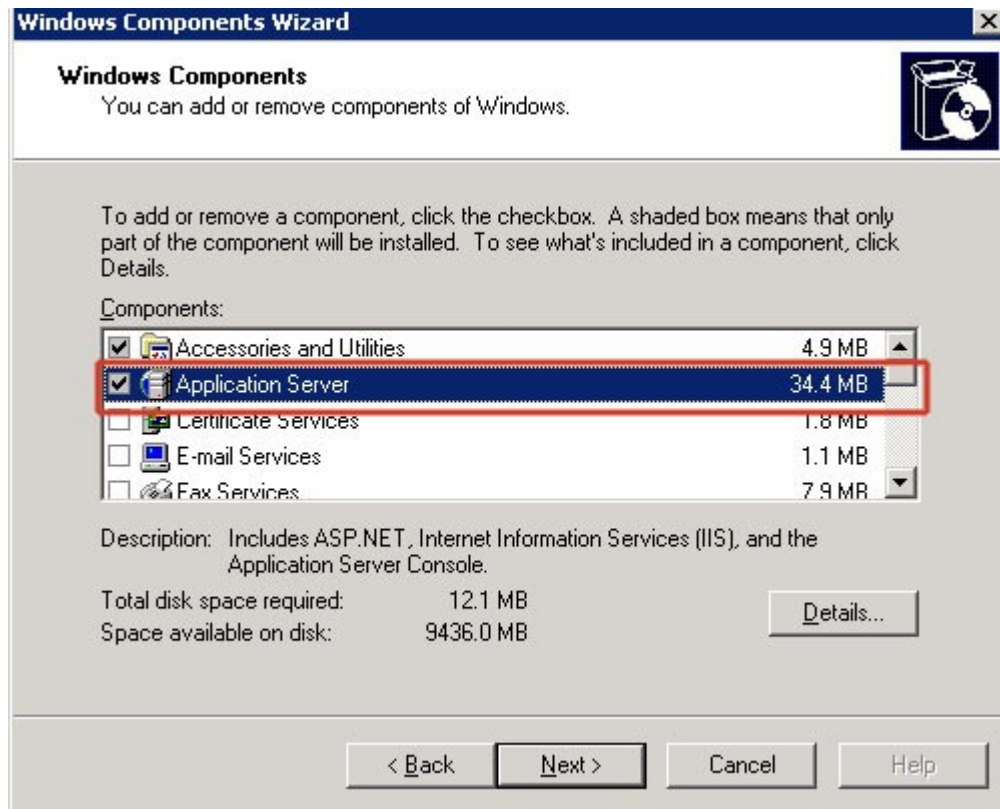 Windows Components Wizard
Windows Components
You can add or remove components of Windows.
To add or remove a component, click the checkbox. A shaded box means that only
part of the component will be installed. To see what's included in a component, click
Details.
Components:
Accessories and Utilities 4.9 MB
Application Server 34.4 MB
Certificate Services 1.8 MB
E-mail Services 1.1 MB
Fax Services 7.9 MB
Description: Includes ASP.NET, Internet Information Services (IIS), and the
Application Server Console.
Total disk space required: 12.1 MB
Space available on disk: 9436.0 MB
Details...
< Back Next > Cancel Help